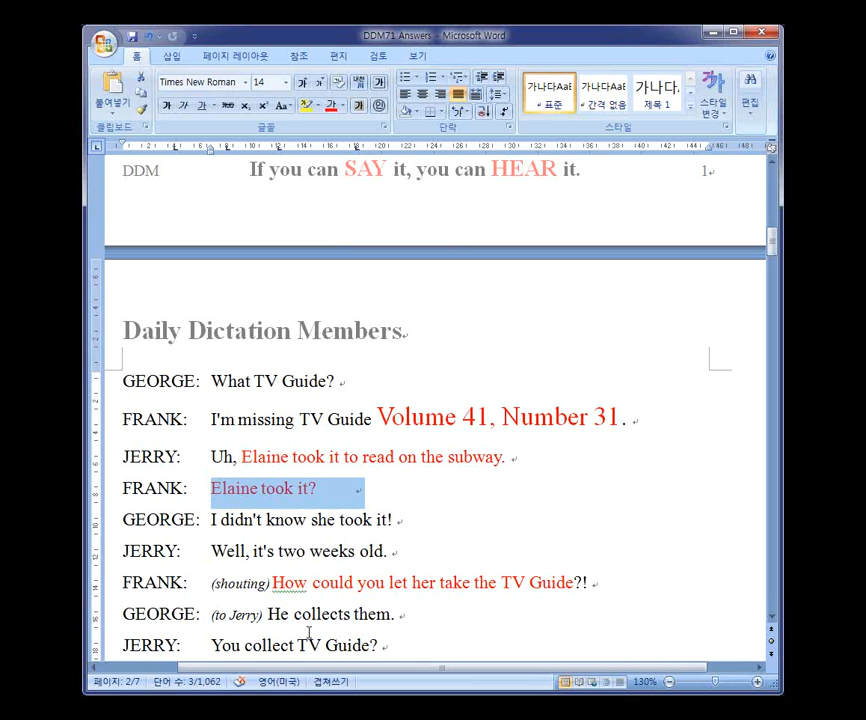 DDM71 Answers - Microsoft Word
홈 삽입 페이지 레이아웃 참조 편지 검토 보기
붙여넣기 Times New Roman 14 가나다AaB 가나다AaB 가나다 스타일 변경 편집
표준 간격 없음 제목 1
클립보드 글꼴 단락 스타일
DDM If you can SAY it, you can HEAR it. 1
Daily Dictation Members
GEORGE: What TV Guide?
FRANK: I'm missing TV Guide Volume 41, Number 31.
JERRY: Uh, Elaine took it to read on the subway.
FRANK: Elaine took it?
GEORGE: I didn't know she took it!
JERRY: Well, it's two weeks old.
FRANK: (shouting) How could you let her take the TV Guide?!
GEORGE: (to Jerry) He collects them.
JERRY: You collect TV Guide?
페이지: 2/7 단어 수: 3/1,062 영어(미국) 겹쳐쓰기 130%